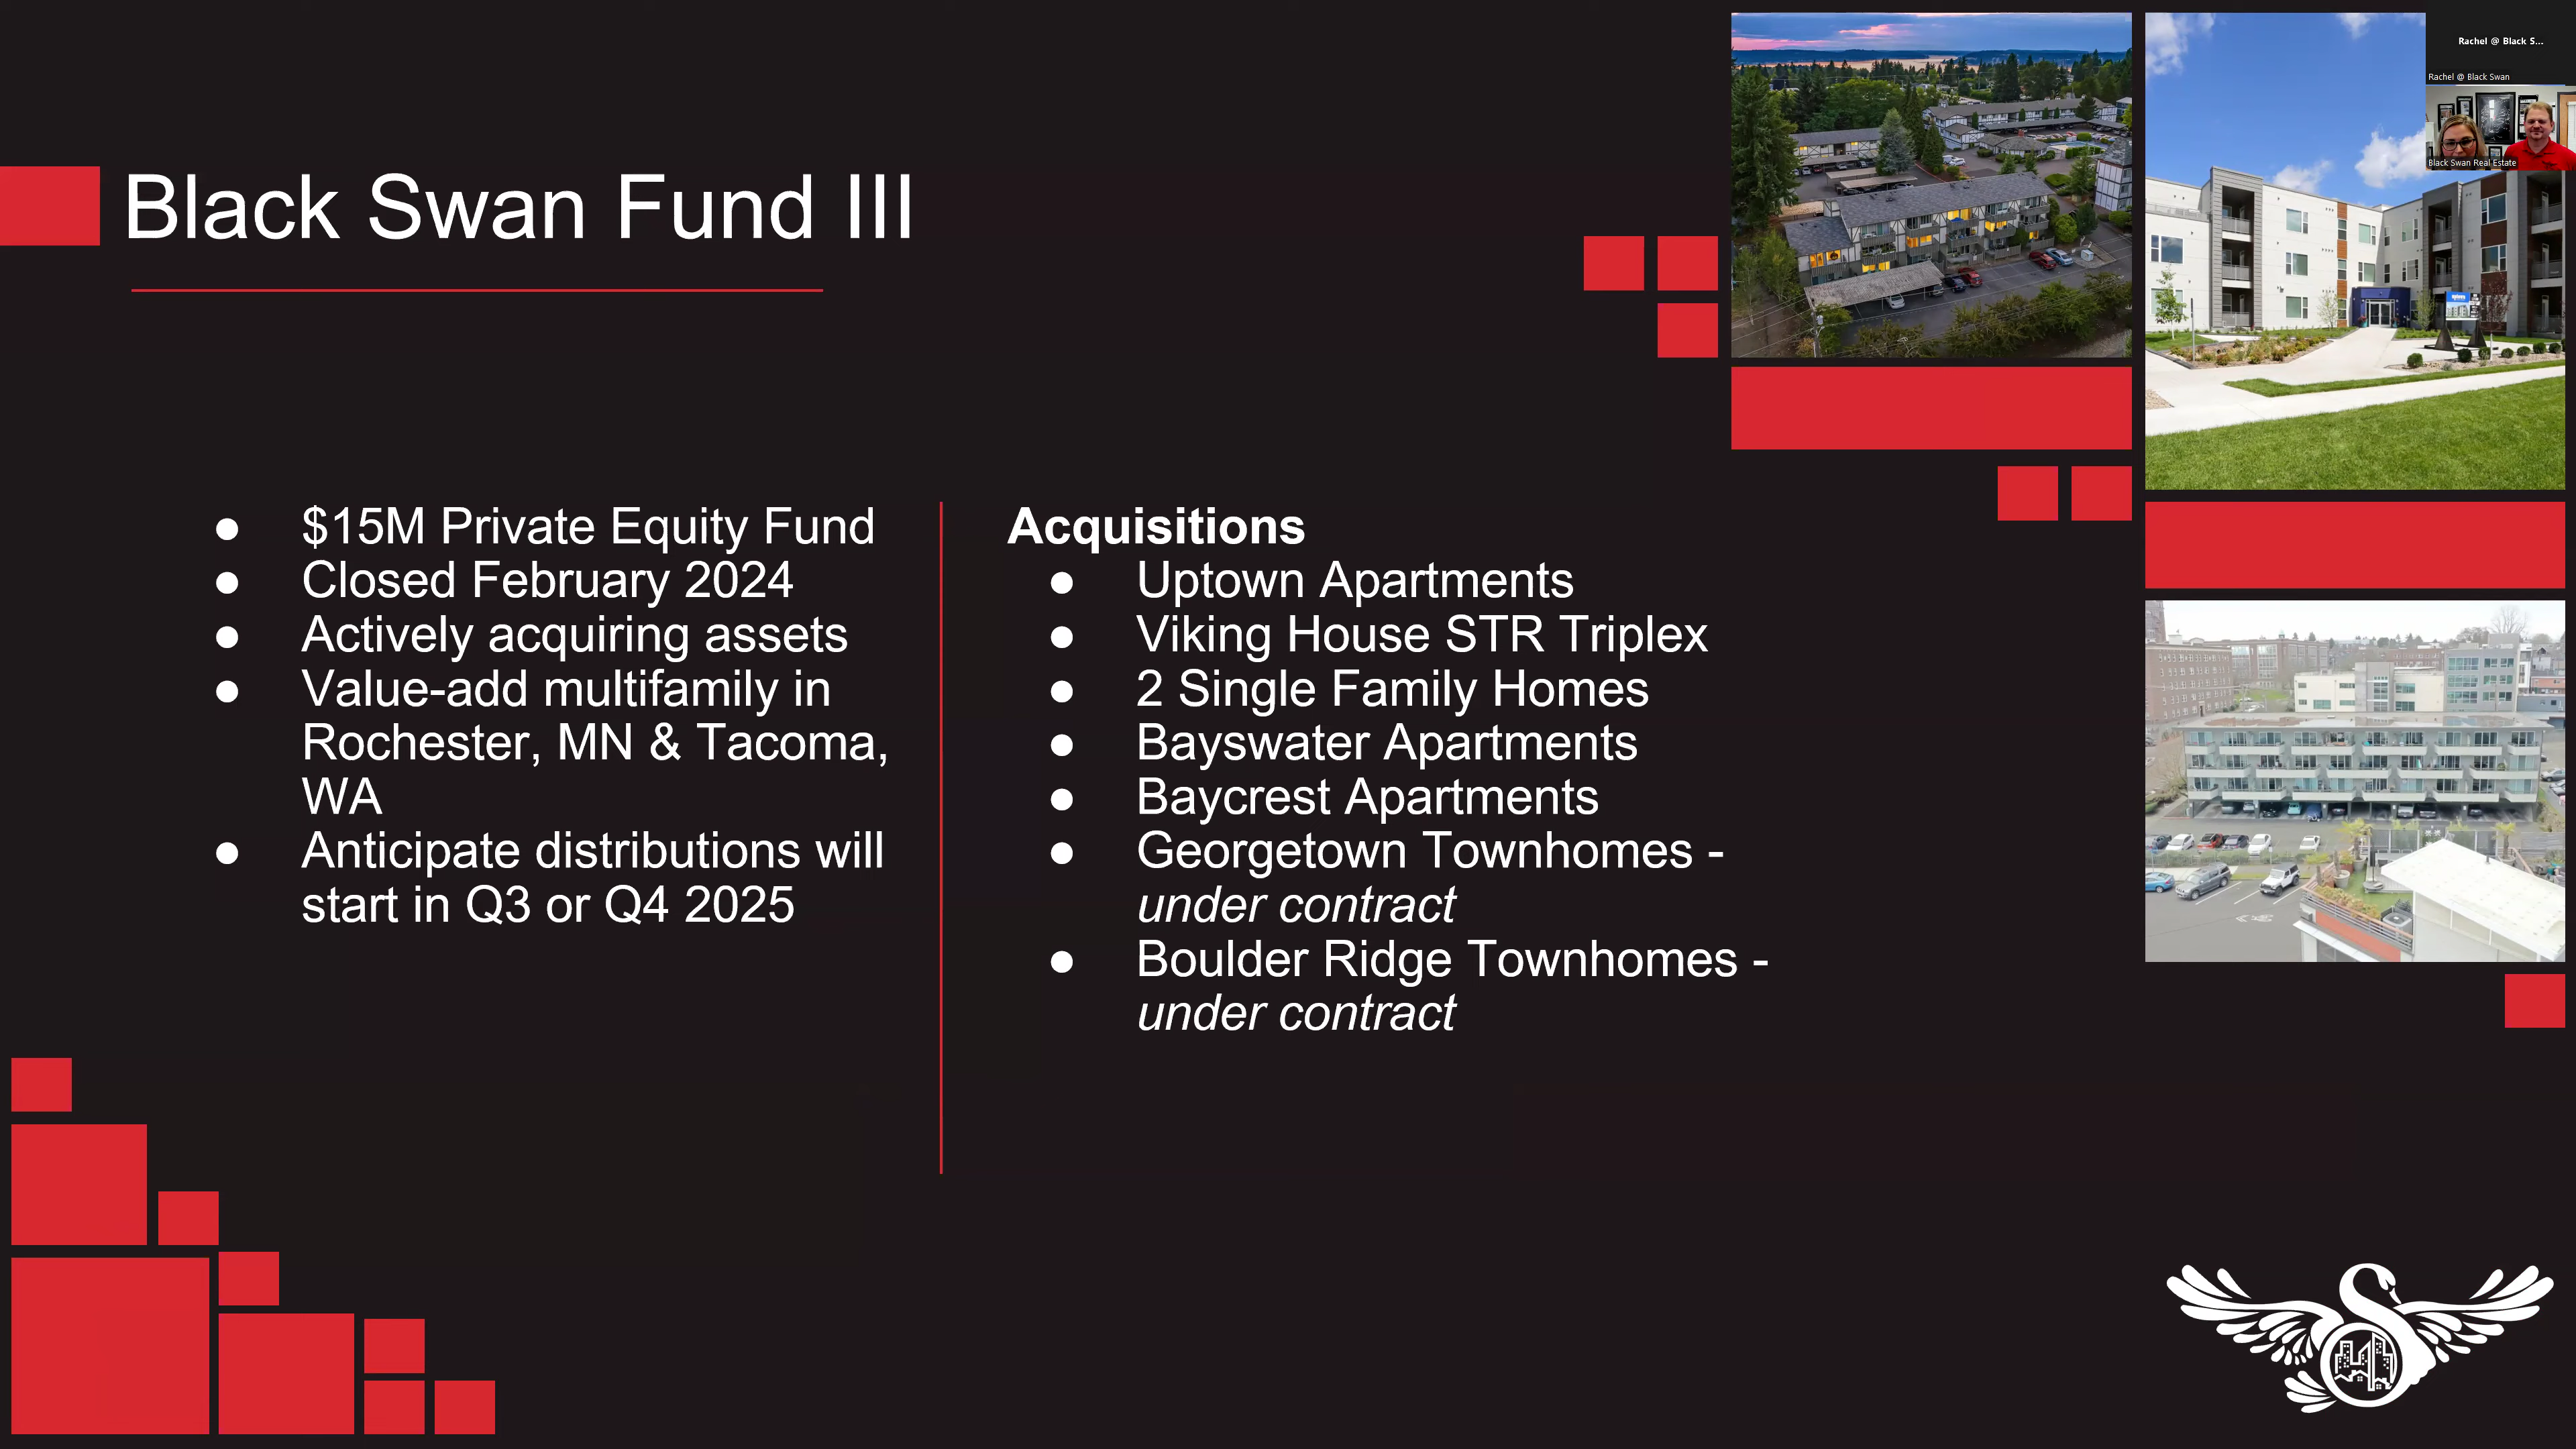 Rachel @ Black S...
Rachel @ Black Swan
Black Swan Real Estate
Black Swan Fund III
● $15M Private Equity Fund
● Closed February 2024
● Actively acquiring assets
● Value-add multifamily in
Rochester, MN & Tacoma,
WA
● Anticipate distributions will
start in Q3 or Q4 2025
Acquisitions
● Uptown Apartments
● Viking House STR Triplex
● 2 Single Family Homes
● Bayswater Apartments
● Baycrest Apartments
● Georgetown Townhomes -
under contract
● Boulder Ridge Townhomes -
under contract